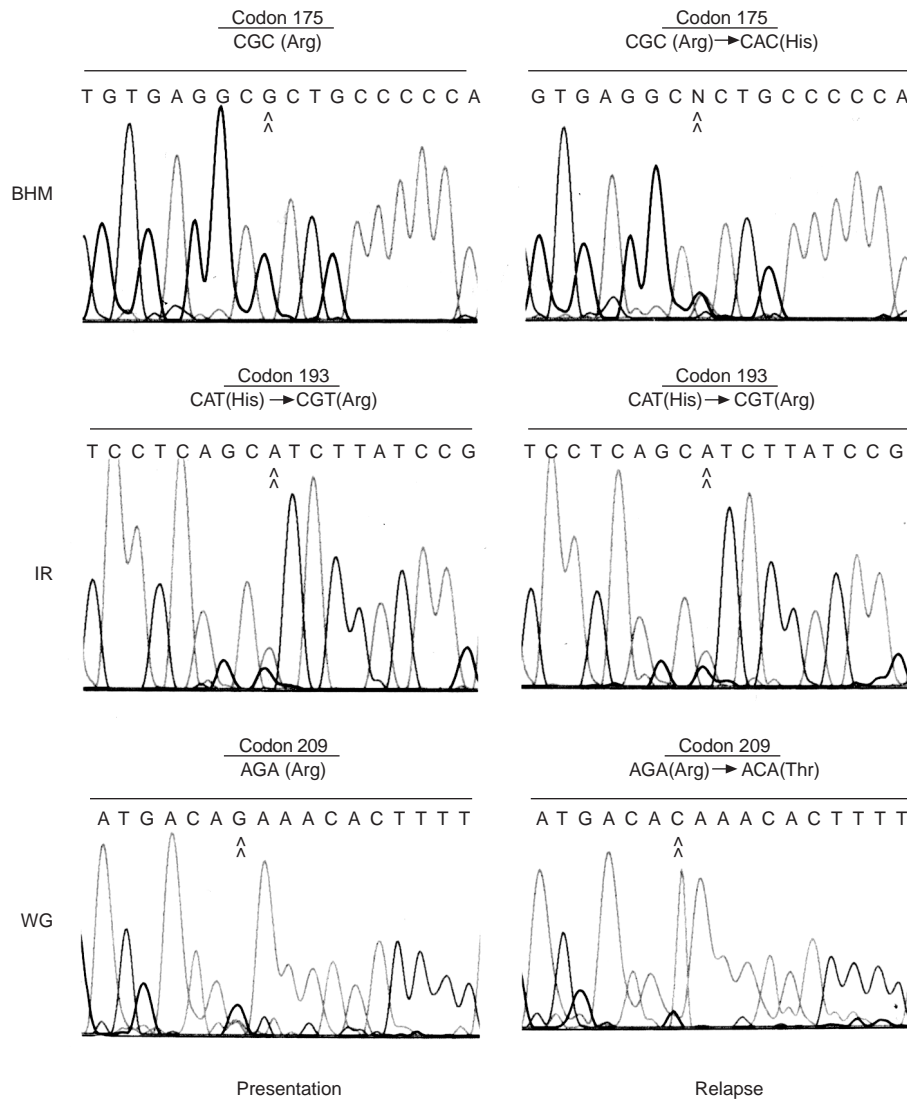 Codon 175
CGC (Arg)
Codon 175
CGC (Arg)→CAC(His)
T G T G A G G C G C T G C C C C C A
G T G A G G C N C T G C C C C C A
^
^
^
^
BHM
Codon 193
CAT(His)→CGT(Arg)
Codon 193
CAT(His)→CGT(Arg)
T C C T C A G C A T C T T A T C C G
T C C T C A G C A T C T T A T C C G
^
^
^
^
IR
Codon 209
AGA (Arg)
Codon 209
AGA(Arg)→ACA(Thr)
A T G A C A G A A A C A C T T T T
A T G A C A C A A A C A C T T T T
^
^
^
^
WG
Presentation
Relapse